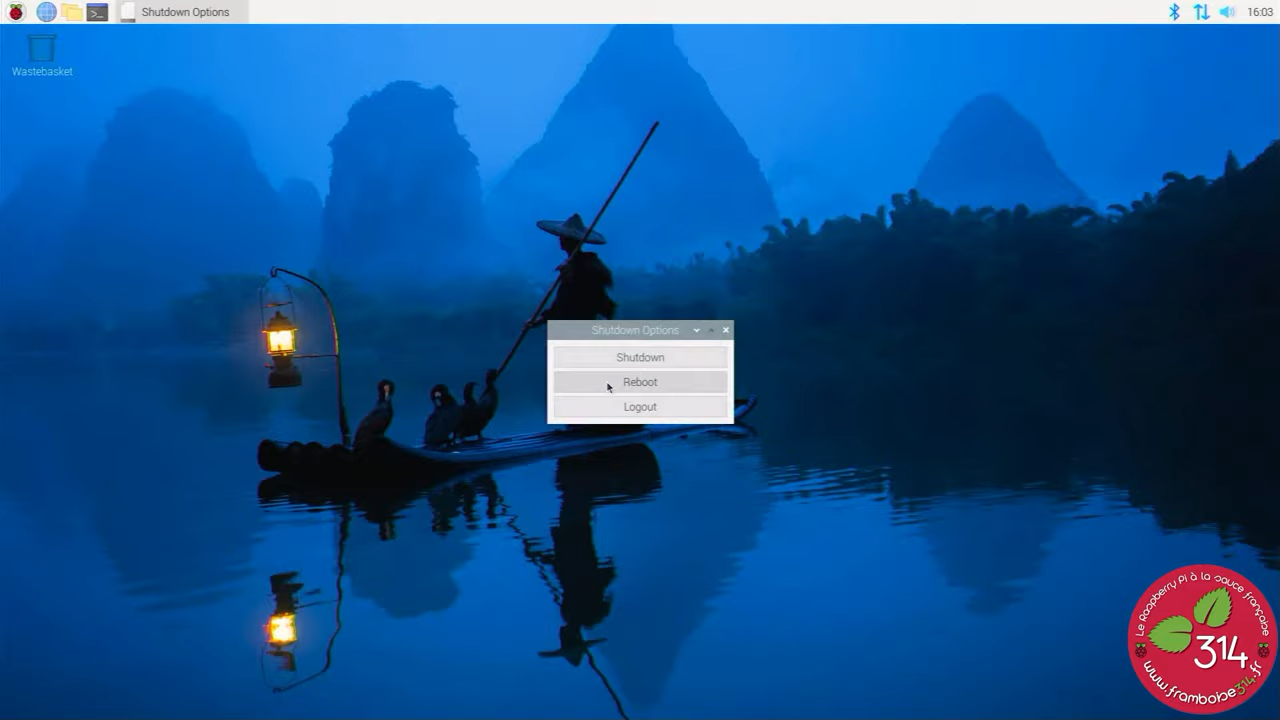 Shutdown Options
16:03
Wastebasket
Shutdown Options
Shutdown
Reboot
Logout
Le Raspberry Pi à la sauce française
314
www.framboise314.fr